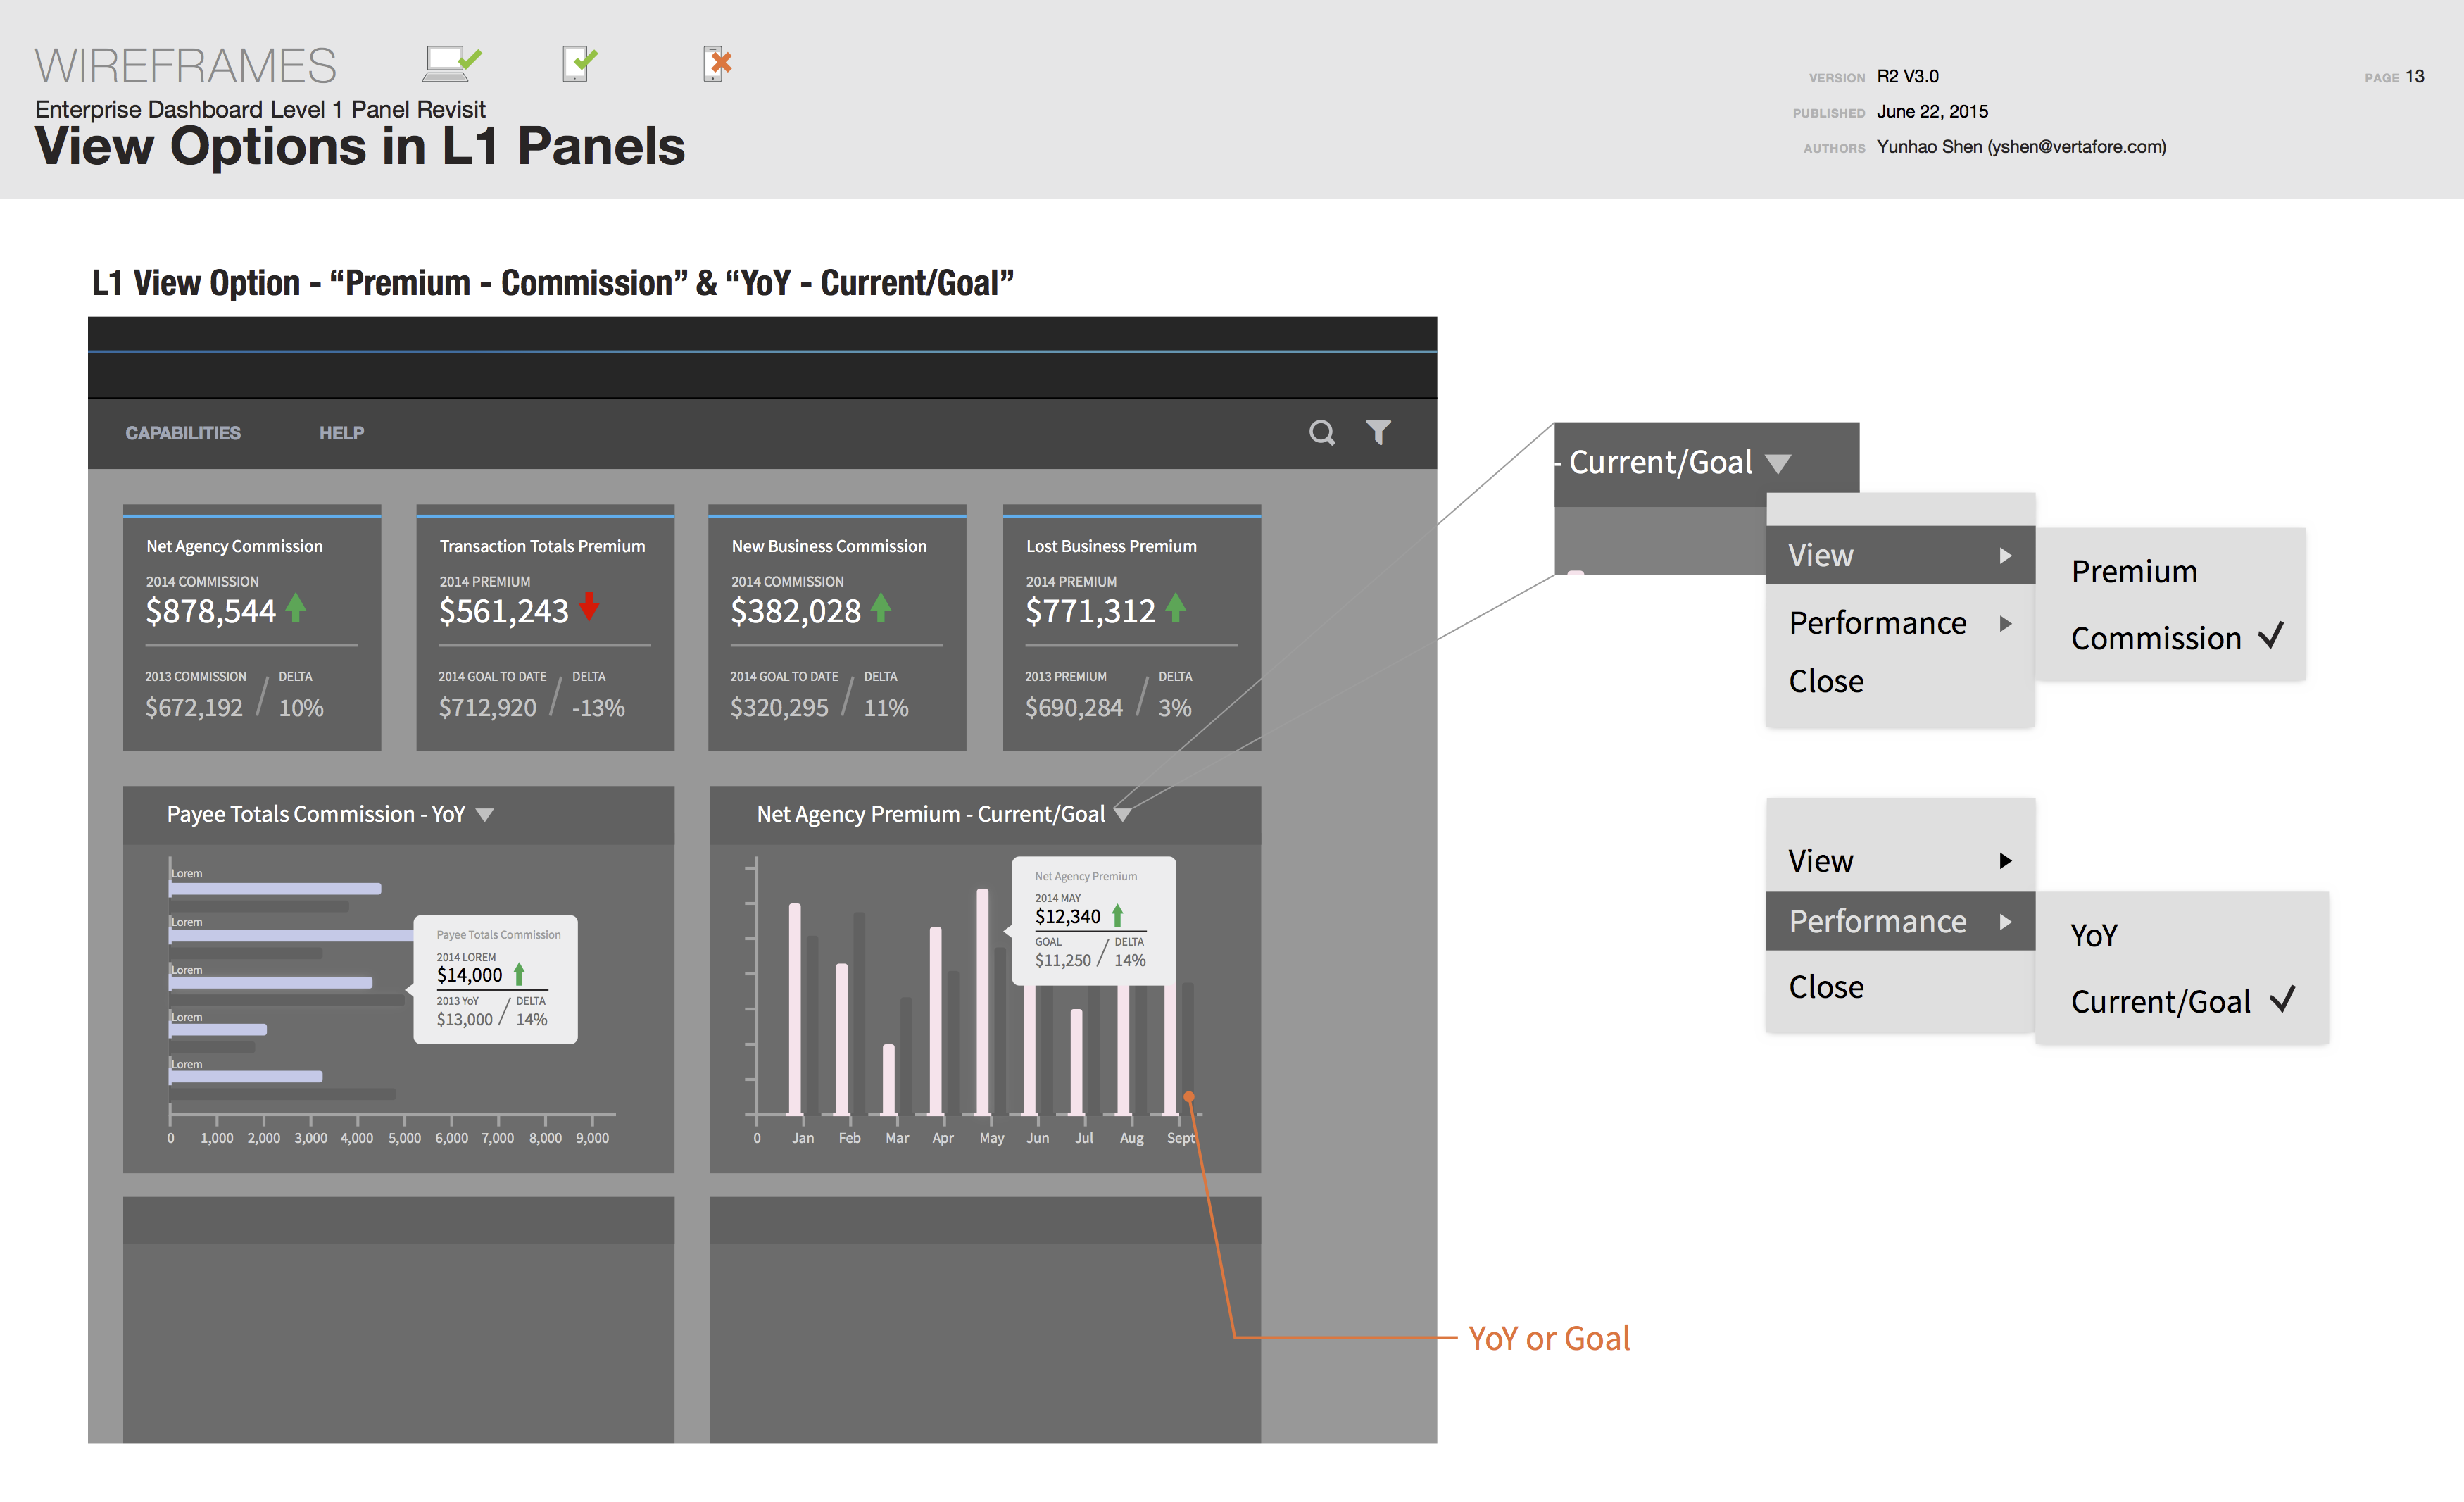 WIREFRAMES
Enterprise Dashboard Level 1 Panel Revisit
View Options in L1 Panels
VERSION R2 V3.0
PUBLISHED June 22, 2015
AUTHORS Yunhao Shen (yshen@vertafore.com)
PAGE 13
L1 View Option - “Premium - Commission” & “YoY - Current/Goal”
CAPABILITIES HELP
Net Agency Commission
2014 COMMISSION
$878,544
2013 COMMISSION / DELTA
$672,192 10%
Transaction Totals Premium
2014 PREMIUM
$561,243
2014 GOAL TO DATE / DELTA
$712,920 -13%
New Business Commission
2014 COMMISSION
$382,028
2014 GOAL TO DATE / DELTA
$320,295 11%
Lost Business Premium
2014 PREMIUM
$771,312
2013 PREMIUM / DELTA
$690,284 3%
Payee Totals Commission - YoY
Lorem
Lorem
Lorem
Lorem
Lorem
Payee Totals Commission
2014 LOREM
$14,000
2013 YoY / DELTA
$13,000 14%
0 1,000 2,000 3,000 4,000 5,000 6,000 7,000 8,000 9,000
Net Agency Premium - Current/Goal
Net Agency Premium
2014 MAY
$12,340
GOAL / DELTA
$11,250 14%
0 Jan Feb Mar Apr May Jun Jul Aug Sept
YoY or Goal
- Current/Goal
View
Performance
Close
Premium
Commission
View
Performance
Close
YoY
Current/Goal